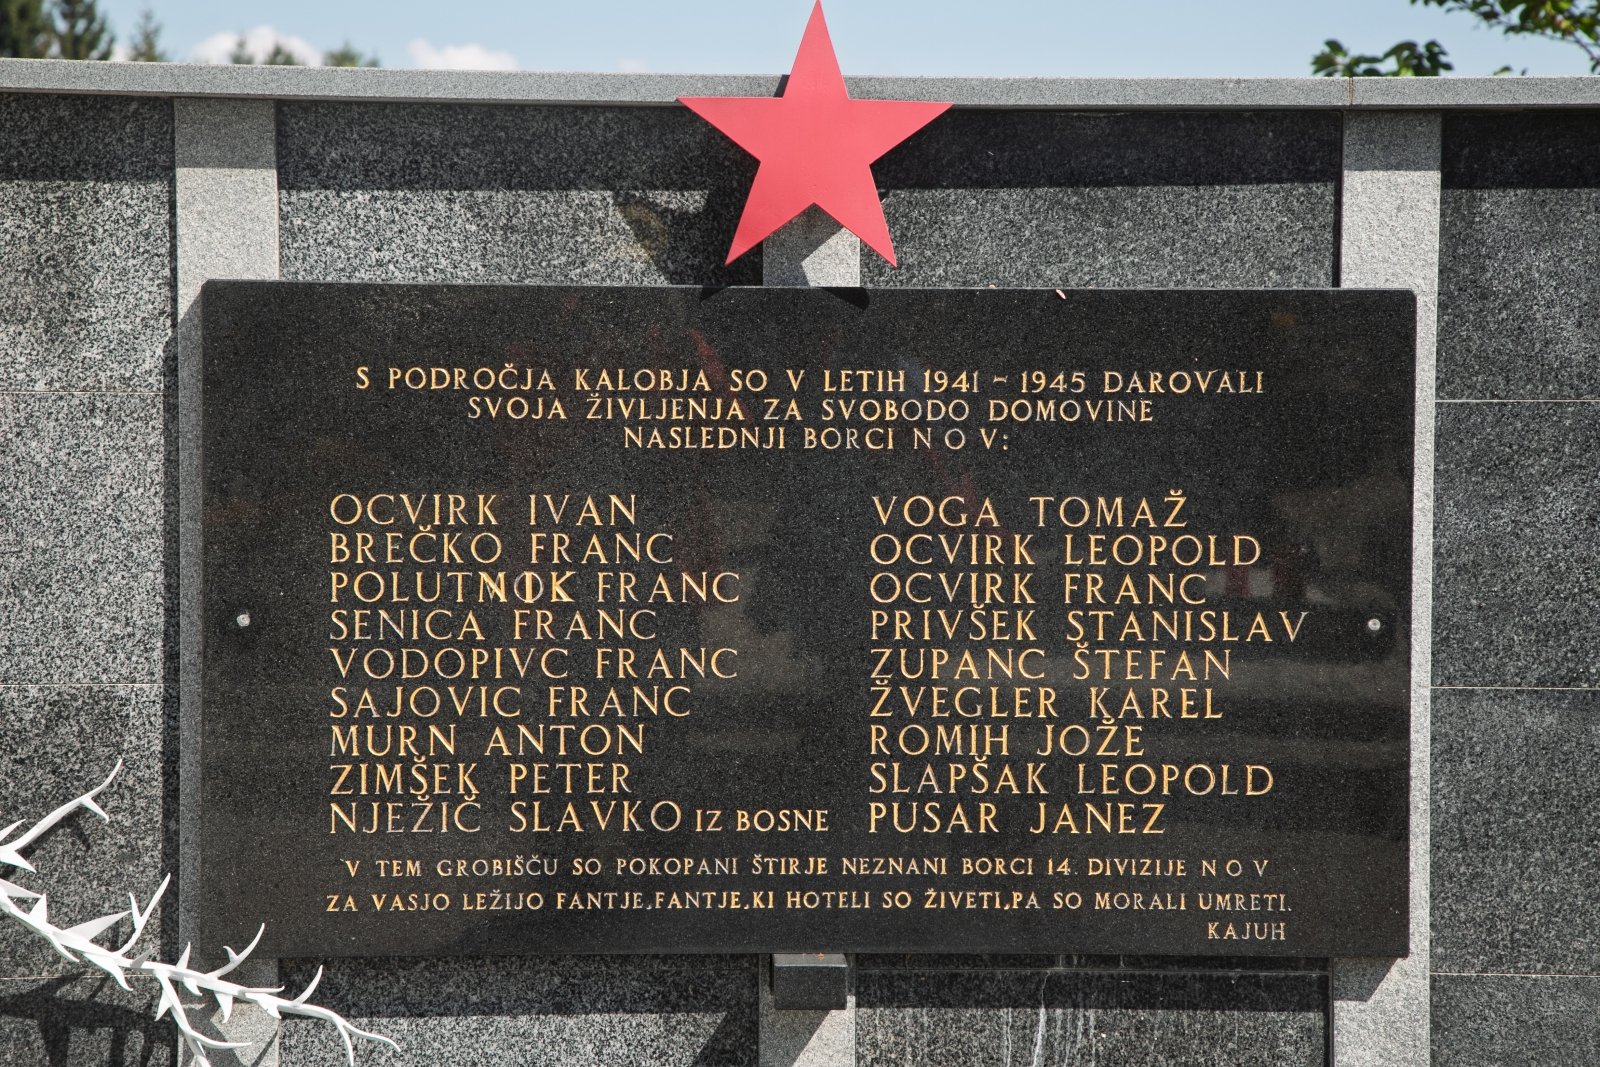 S PODROČJA KALOBJA SO V LETIH 1941 - 1945 DAROVALI
SVOJA ŽIVLJENJA ZA SVOBODO DOMOVINE
NASLEDNJI BORCI N O V:
OCVIRK IVAN
BREČKO FRANC
POLUTNIK FRANC
SENICA FRANC
VODOPIVC FRANC
SAJOVIC FRANC
MURN ANTON
ZIMŠEK PETER
NJEŽIČ SLAVKO IZ BOSNE
VOGA TOMAŽ
OCVIRK LEOPOLD
OCVIRK FRANC
PRIVŠEK STANISLAV
ZUPANC ŠTEFAN
ŽVEGLER KAREL
ROMIH JOŽE
SLAPŠAK LEOPOLD
PUSAR JANEZ
V TEM GROBIŠČU SO POKOPANI ŠTIRJE NEZNANI BORCI 14. DIVIZIJE N O V
ZA VASJO LEŽIJO FANTJE,FANTJE,KI HOTELI SO ŽIVETI,PA SO MORALI UMRETI.
KAJUH